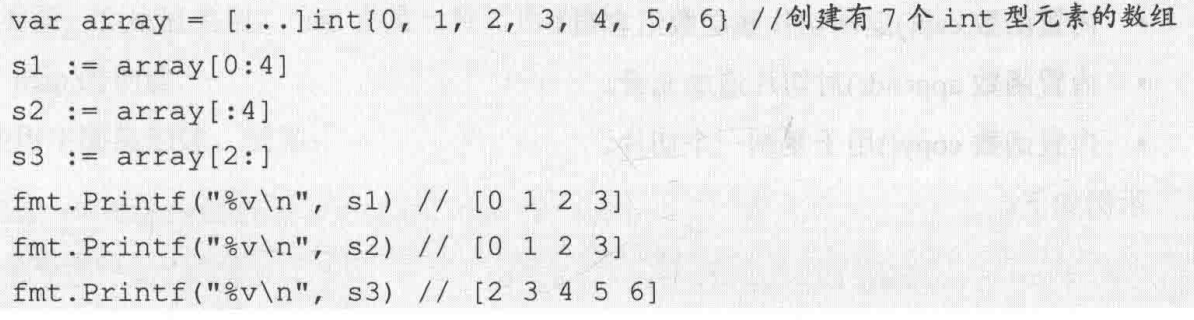 var array = [...]int{0, 1, 2, 3, 4, 5, 6} //创建有 7 个 int 型元素的数组
s1 := array[0:4]
s2 := array[:4]
s3 := array[2:]
fmt.Printf("%v\n", s1) // [0 1 2 3]
fmt.Printf("%v\n", s2) // [0 1 2 3]
fmt.Printf("%v\n", s3) // [2 3 4 5 6]